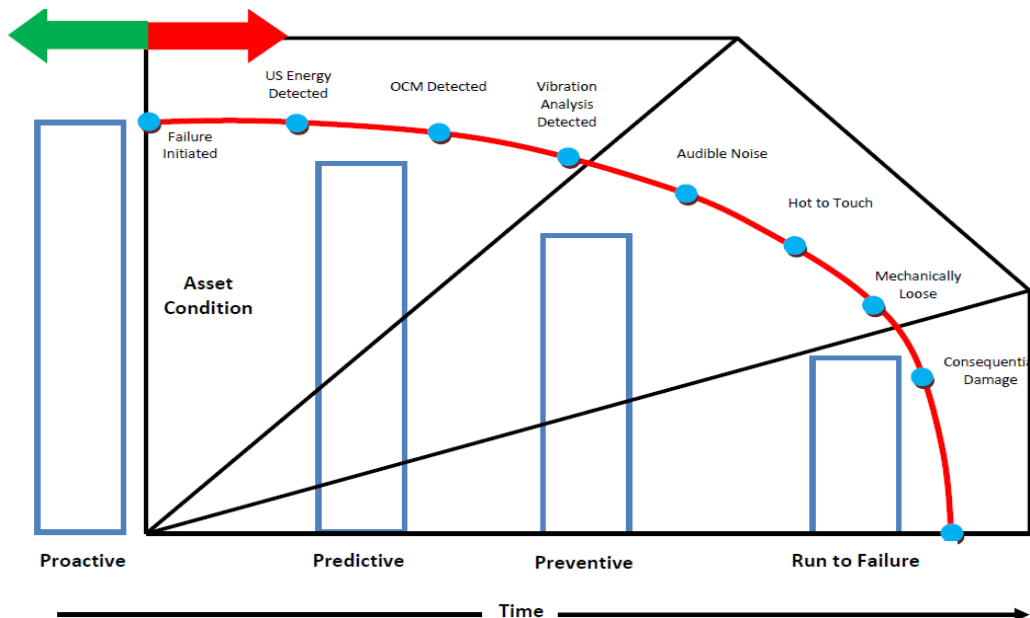 US Energy
Detected
OCM Detected
Vibration
Analysis
Detected
Failure
Initiated
Audible Noise
Hot to Touch
Mechanically
Loose
Asset
Condition
Consequentia
Damage
Proactive
Predictive
Preventive
Run to Failure
Time